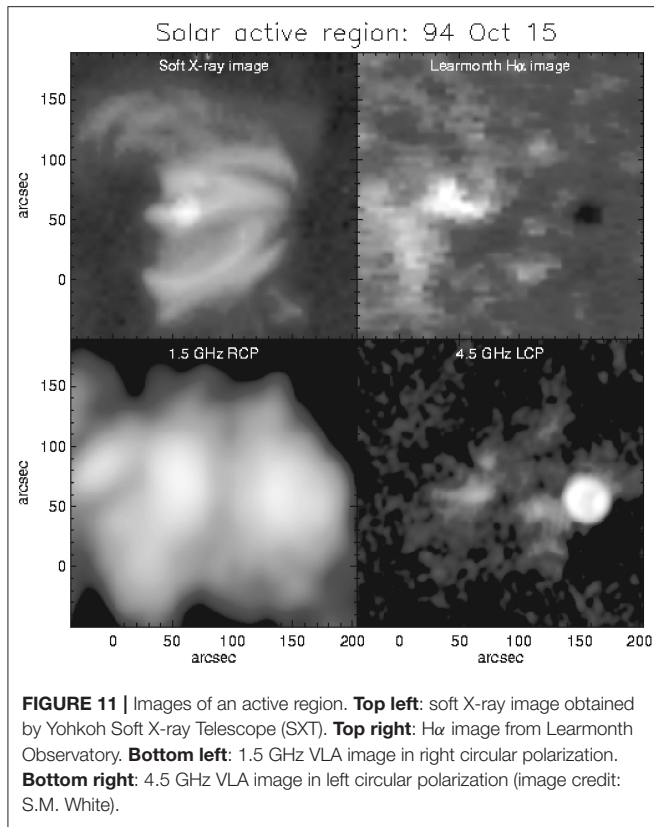 Solar active region: 94 Oct 15
Soft X-ray image
Learmonth Hα image
150
100
50
0
arcsec
1.5 GHz RCP
4.5 GHz LCP
150
100
50
0
arcsec
0 50 100 150 200
0 50 100 150 200
arcsec
arcsec
FIGURE 11 | Images of an active region. Top left: soft X-ray image obtained
by Yohkoh Soft X-ray Telescope (SXT). Top right: Hα image from Learmonth
Observatory. Bottom left: 1.5 GHz VLA image in right circular polarization.
Bottom right: 4.5 GHz VLA image in left circular polarization (image credit:
S.M. White).